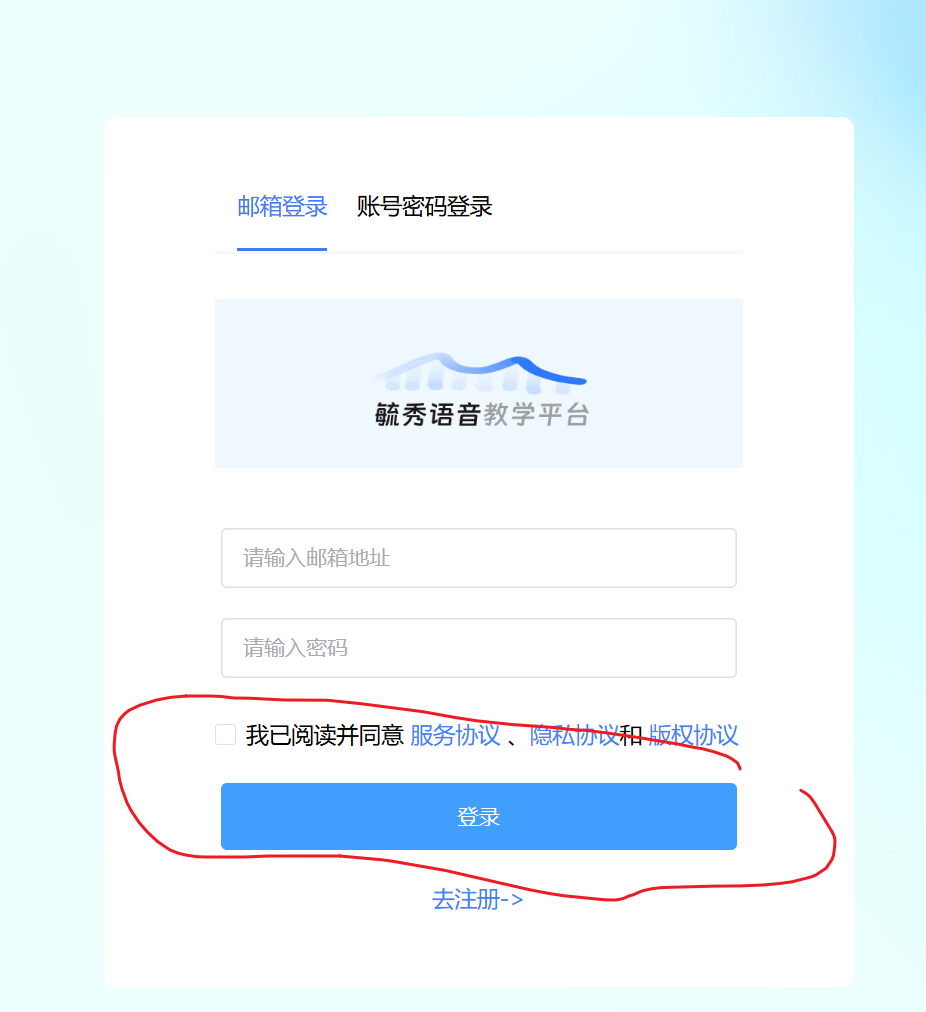 邮箱登录 账号密码登录
毓秀语音教学平台
请输入邮箱地址
请输入密码
我已阅读并同意 服务协议 、隐私协议和 版权协议
登录
去注册->